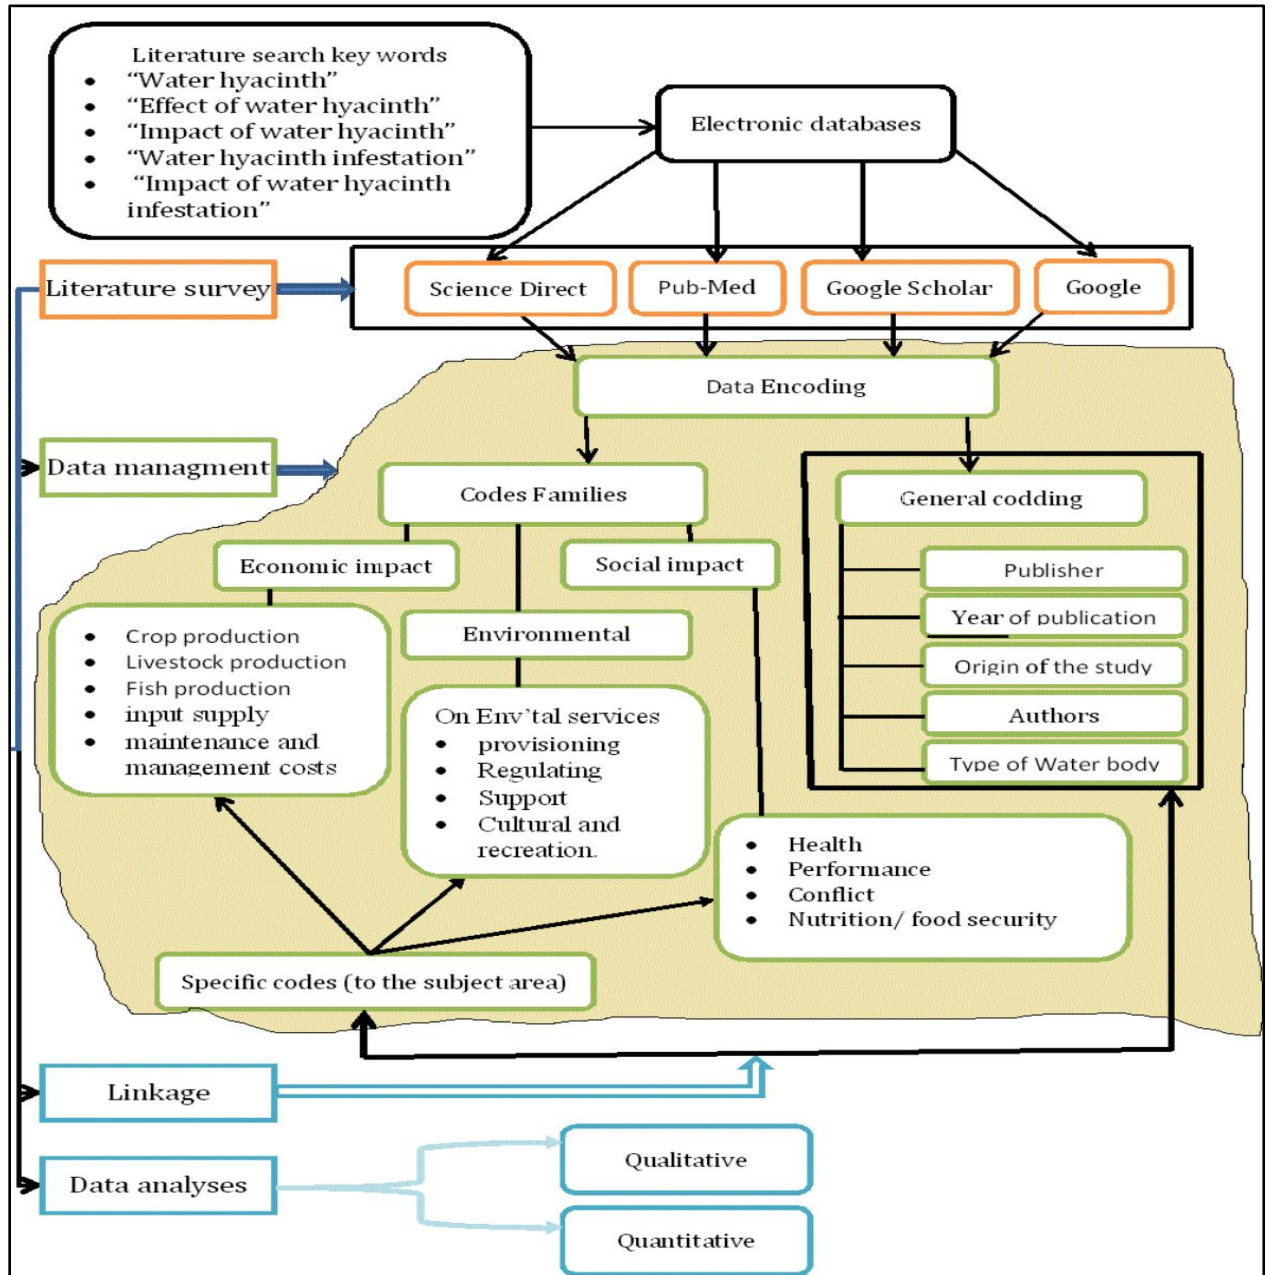 Literature search key words
• “Water hyacinth”
• “Effect of water hyacinth”
• “Impact of water hyacinth”
• “Water hyacinth infestation”
• “Impact of water hyacinth
infestation”
Electronic databases
Literature survey
Science Direct
Pub-Med
Google Scholar
Google
Data Encoding
Data managment
Codes Families
General codding
Economic impact
Social impact
Environmental
Publisher
Year of publication
Origin of the study
Authors
Type of Water body
• Crop production
• Livestock production
• Fish production
• input supply
• maintenance and
management costs
On Env’tal services
• provisioning
• Regulating
• Support
• Cultural and
recreation.
• Health
• Performance
• Conflict
• Nutrition/ food security
Specific codes (to the subject area)
Linkage
Data analyses
Qualitative
Quantitative